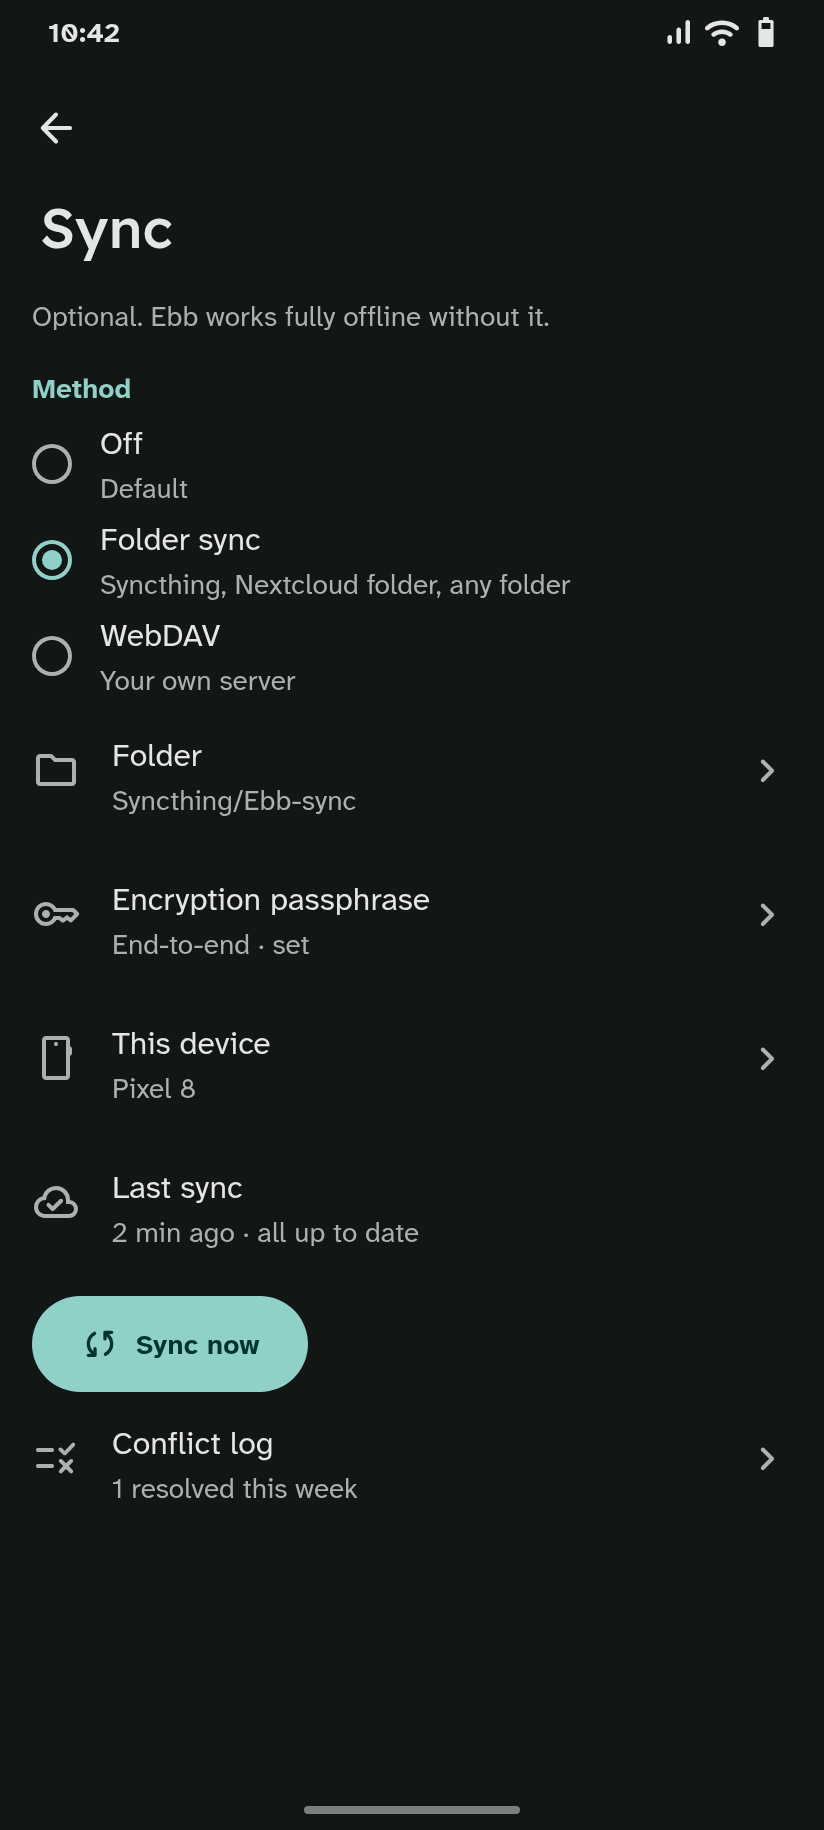 10:42
Sync
Optional. Ebb works fully offline without it.
Method
Off
Default
Folder sync
Syncthing, Nextcloud folder, any folder
WebDAV
Your own server
Folder
Syncthing/Ebb-sync
Encryption passphrase
End-to-end · set
This device
Pixel 8
Last sync
2 min ago · all up to date
Sync now
Conflict log
1 resolved this week